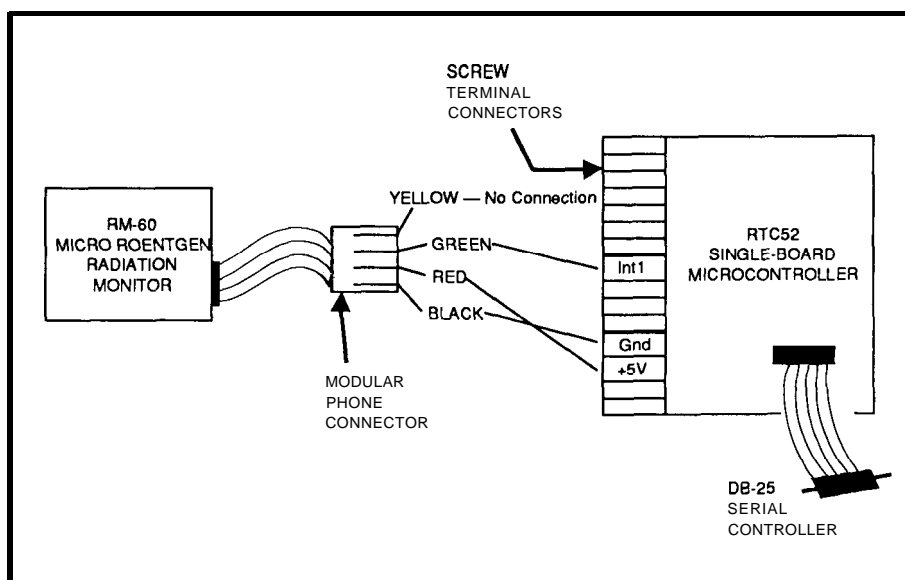 SCREW
TERMINAL
CONNECTORS
YELLOW — No Connection
RM-60
MICRO ROENTGEN
RADIATION
MONITOR
GREEN
RED
BLACK
MODULAR
PHONE
CONNECTOR
Int1
Gnd
+5V
RTC52
SINGLE-BOARD
MICROCONTROLLER
DB-25
SERIAL
CONTROLLER